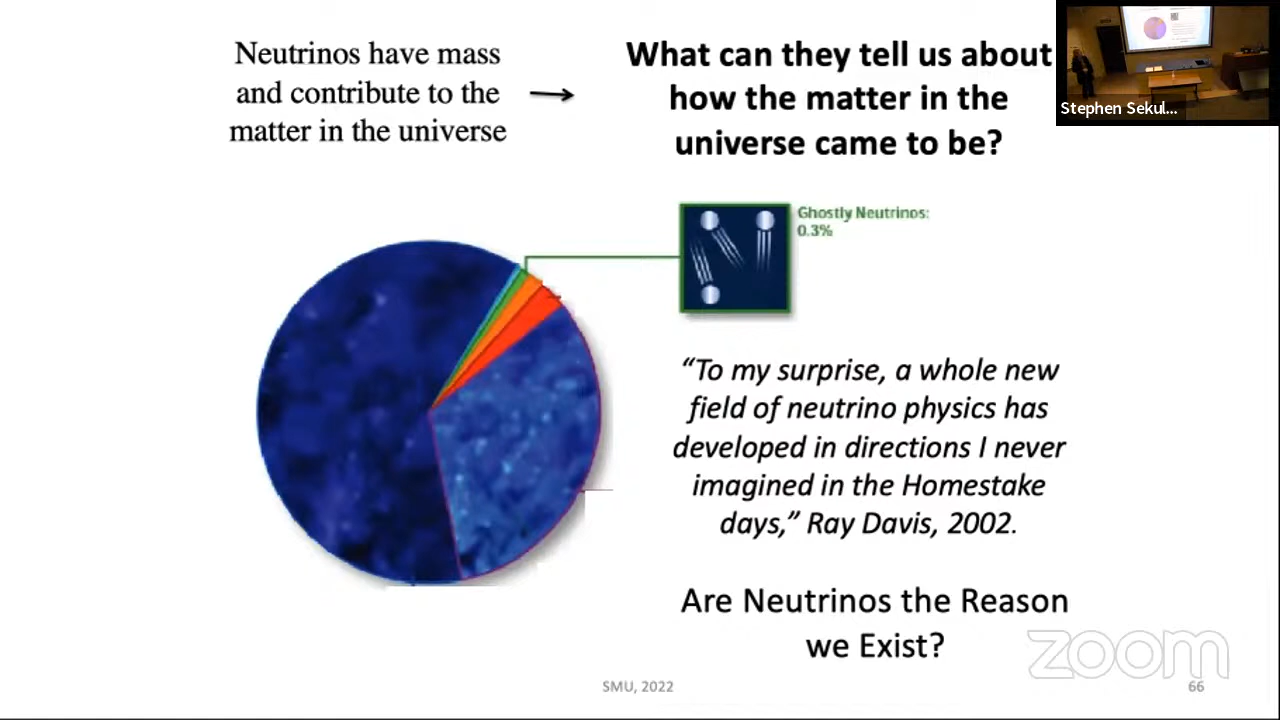 Neutrinos have mass
and contribute to the
matter in the universe
What can they tell us about
how the matter in the
universe came to be?
Stephen Sekul...
Ghostly Neutrinos:
0.3%
“To my surprise, a whole new
field of neutrino physics has
developed in directions I never
imagined in the Homestake
days,” Ray Davis, 2002.
Are Neutrinos the Reason
we Exist?
zoom
SMU, 2022
66